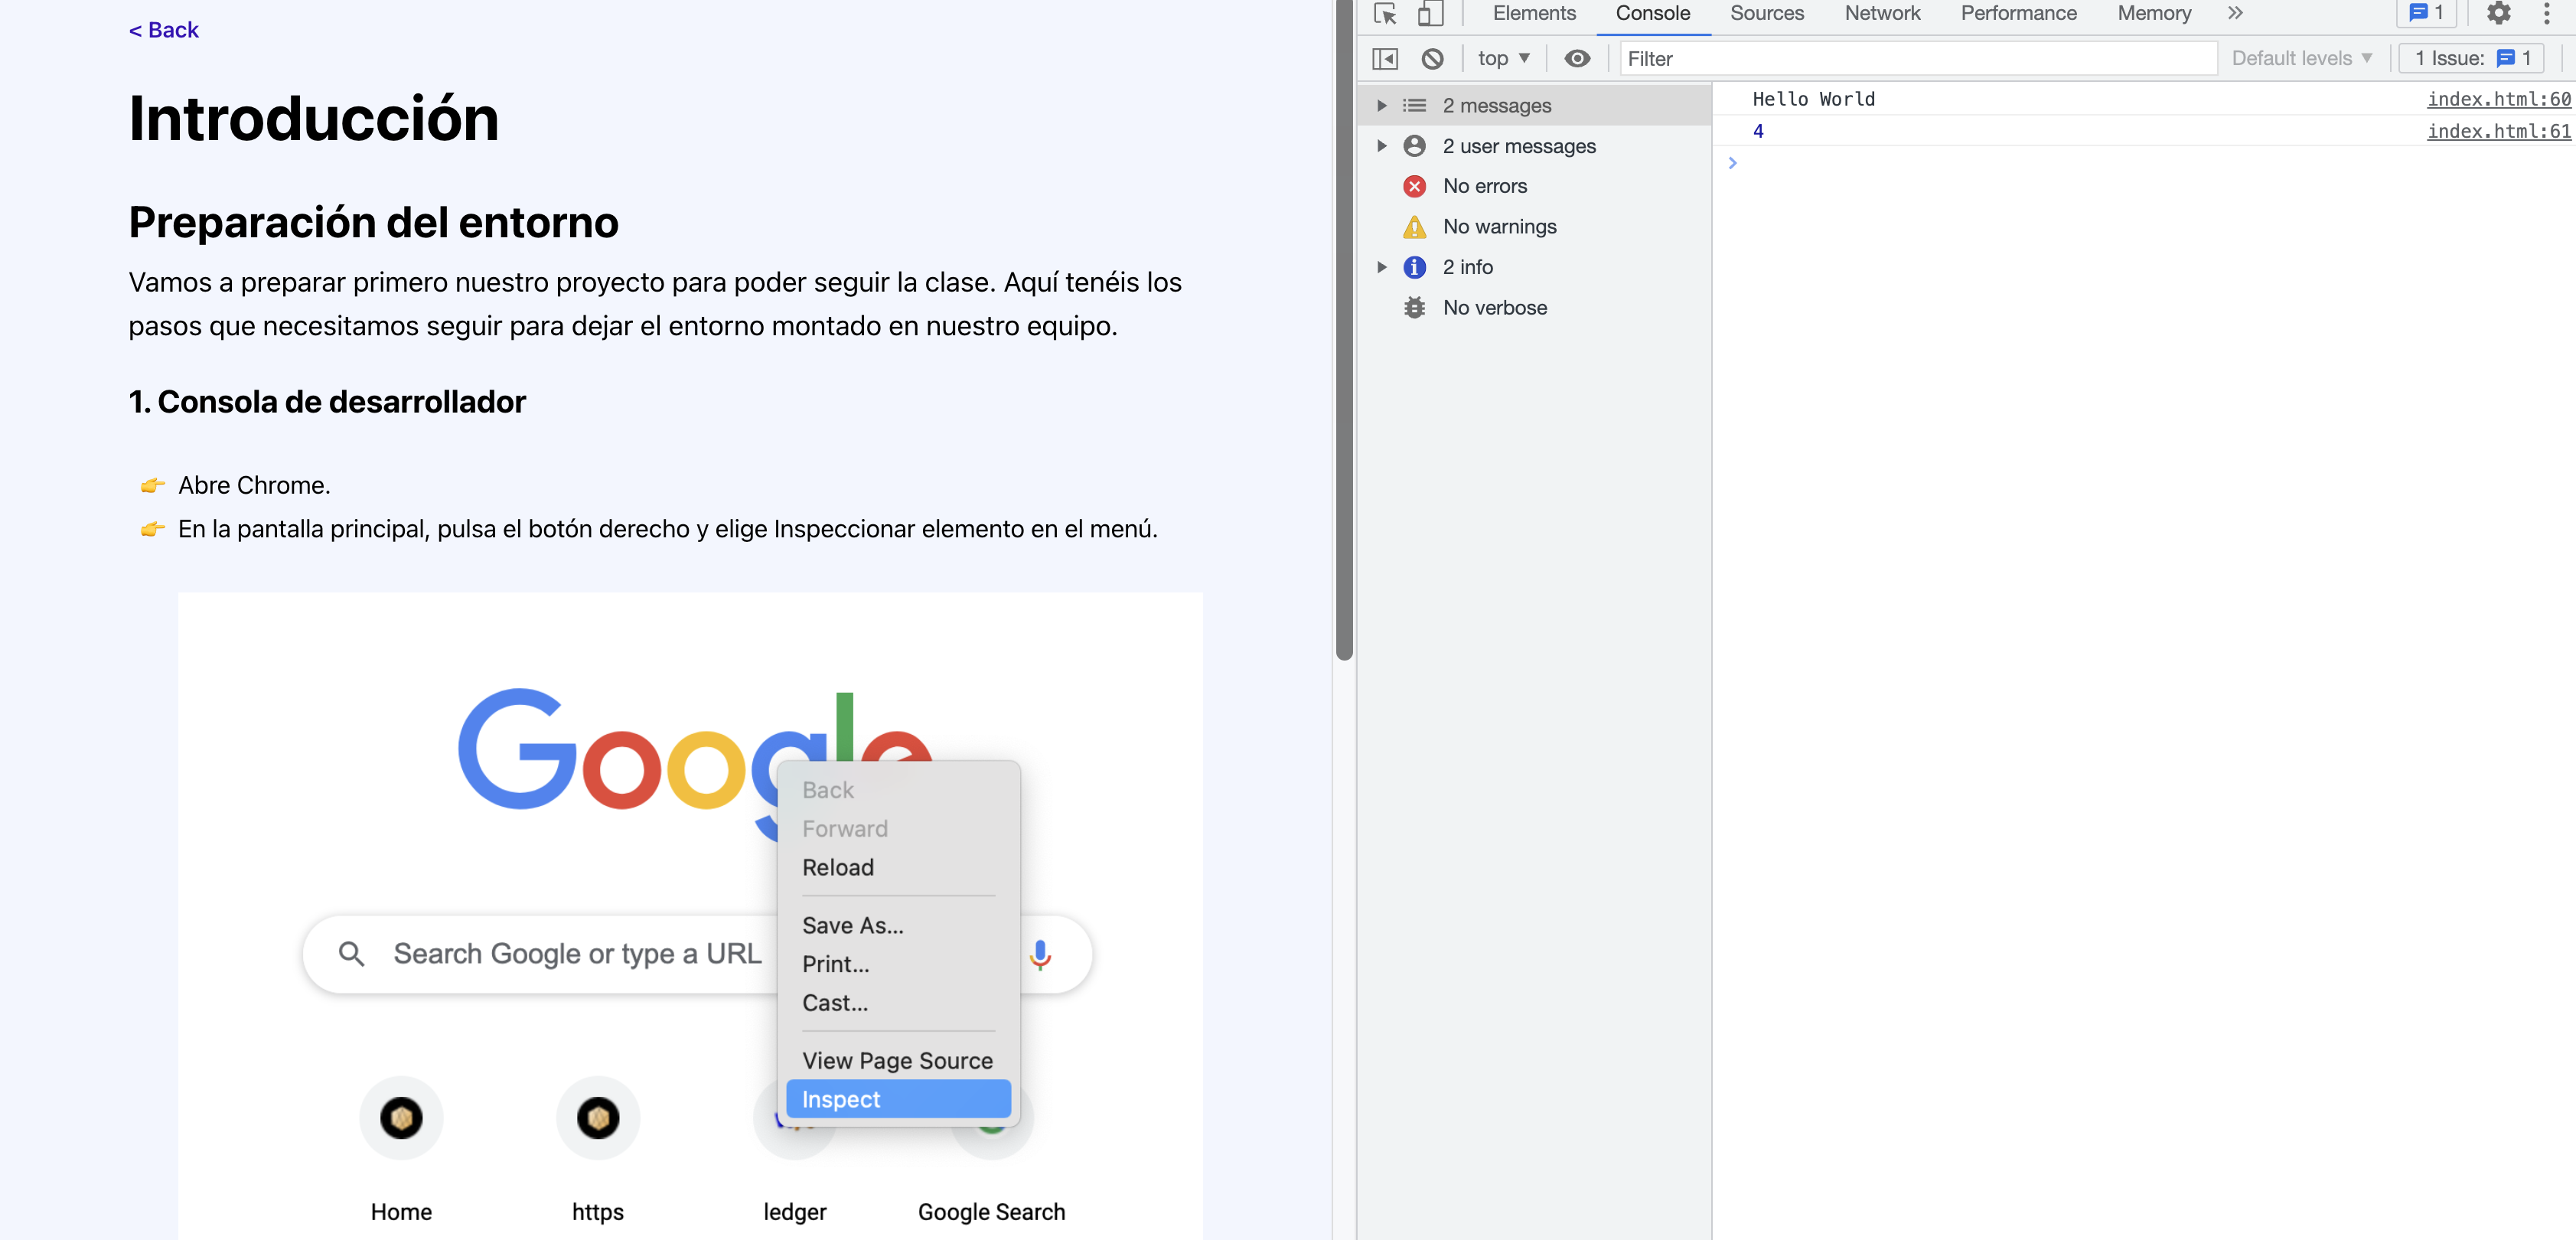 < Back
Introducción
Preparación del entorno
Vamos a preparar primero nuestro proyecto para poder seguir la clase. Aquí tenéis los
pasos que necesitamos seguir para dejar el entorno montado en nuestro equipo.
1. Consola de desarrollador
Abre Chrome.
En la pantalla principal, pulsa el botón derecho y elige Inspeccionar elemento en el menú.
Google
Back
Forward
Reload
Save As...
Print...
Cast...
View Page Source
Inspect
Search Google or type a URL
Home
https
ledger
Google Search
Elements Console Sources Network Performance Memory 1
top Filter Default levels 1 Issue: 1
2 messages
2 user messages
No errors
No warnings
2 info
No verbose
Hello World index.html:60
4 index.html:61